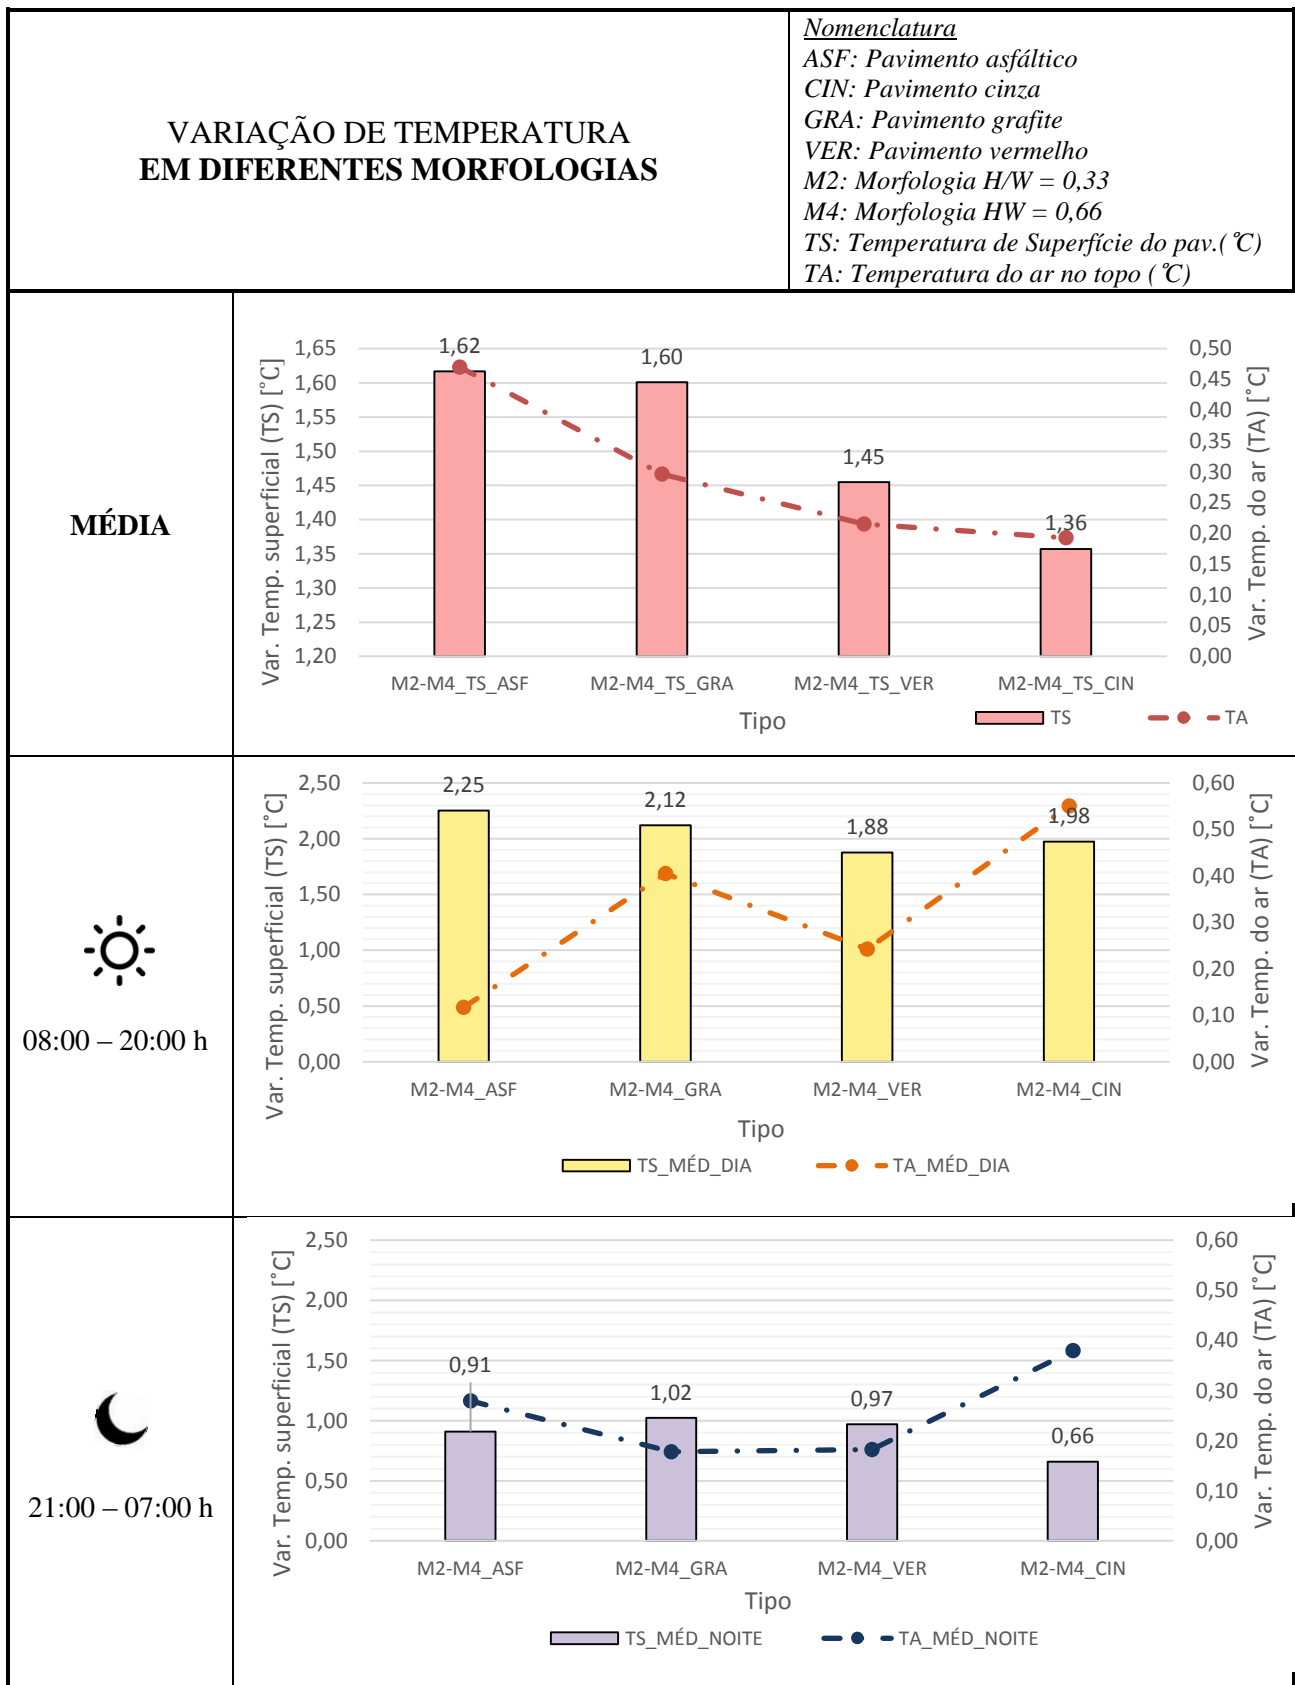 VARIAÇÃO DE TEMPERATURA
EM DIFERENTES MORFOLOGIAS
Nomenclatura
ASF: Pavimento asfáltico
CIN: Pavimento cinza
GRA: Pavimento grafite
VER: Pavimento vermelho
M2: Morfologia H/W = 0,33
M4: Morfologia HW = 0,66
TS: Temperatura de Superfície do pav.(℃)
TA: Temperatura do ar no topo (℃)
MÉDIA
Var. Temp. superficial (TS) [˚C]
1,65
1,60
1,55
1,50
1,45
1,40
1,35
1,30
1,25
1,20
1,62
1,60
1,45
1,36
0,50
0,45
0,40
0,35
0,30
0,25
0,20
0,15
0,10
0,05
0,00
Var. Temp. do ar (TA) [˚C]
M2-M4_TS_ASF
M2-M4_TS_GRA
M2-M4_TS_VER
M2-M4_TS_CIN
Tipo
TS
TA
08:00 – 20:00 h
Var. Temp. superficial (TS) [˚C]
2,50
2,00
1,50
1,00
0,50
0,00
2,25
2,12
1,88
1,98
0,60
0,50
0,40
0,30
0,20
0,10
0,00
Var. Temp. do ar (TA) [˚C]
M2-M4_ASF
M2-M4_GRA
M2-M4_VER
M2-M4_CIN
Tipo
TS_MÉD_DIA
TA_MÉD_DIA
21:00 – 07:00 h
Var. Temp. superficial (TS) [˚C]
2,50
2,00
1,50
1,00
0,50
0,00
0,91
1,02
0,97
0,66
0,60
0,50
0,40
0,30
0,20
0,10
0,00
Var. Temp. do ar (TA) [˚C]
M2-M4_ASF
M2-M4_GRA
M2-M4_VER
M2-M4_CIN
Tipo
TS_MÉD_NOITE
TA_MÉD_NOITE